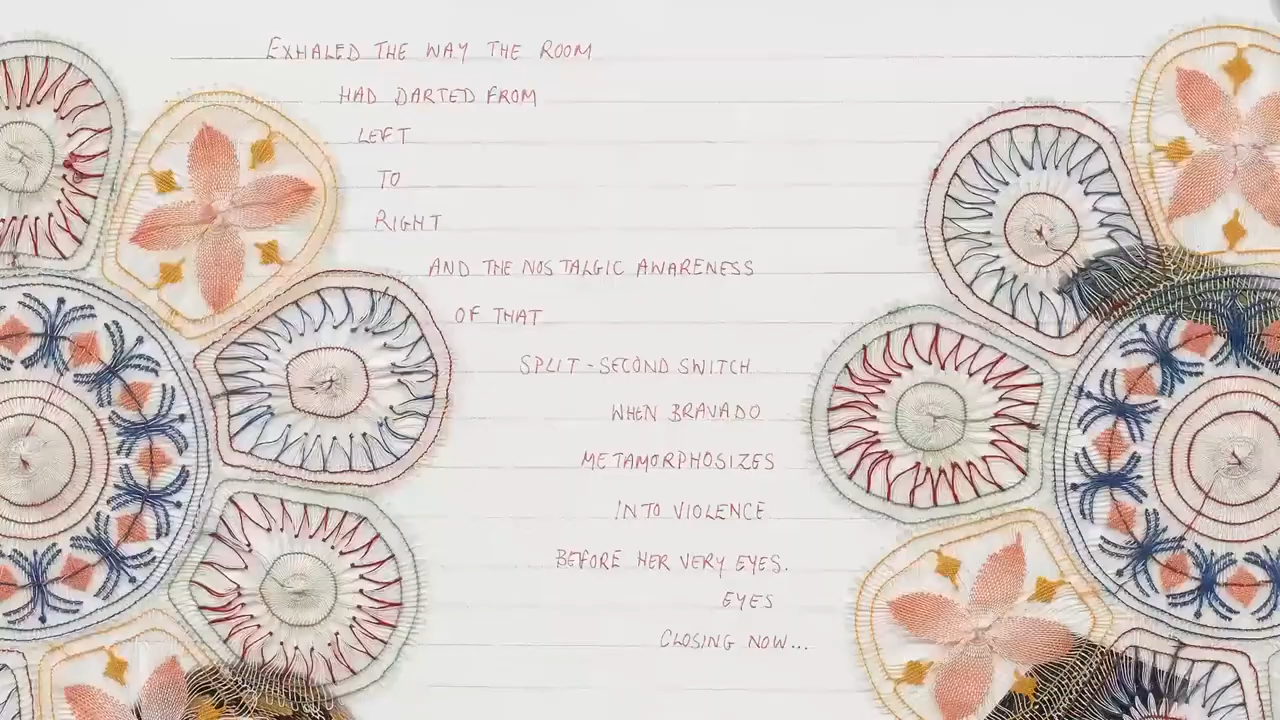 EXHALED THE WAY THE ROOM
HAD DARTED FROM
LEFT
TO
RIGHT
AND THE NOSTALGIC AWARENESS
OF THAT
SPLIT-SECOND SWITCH
WHEN BRAVADO
METAMORPHOSIZES
INTO VIOLENCE
BEFORE HER VERY EYES.
EYES
CLOSING NOW...